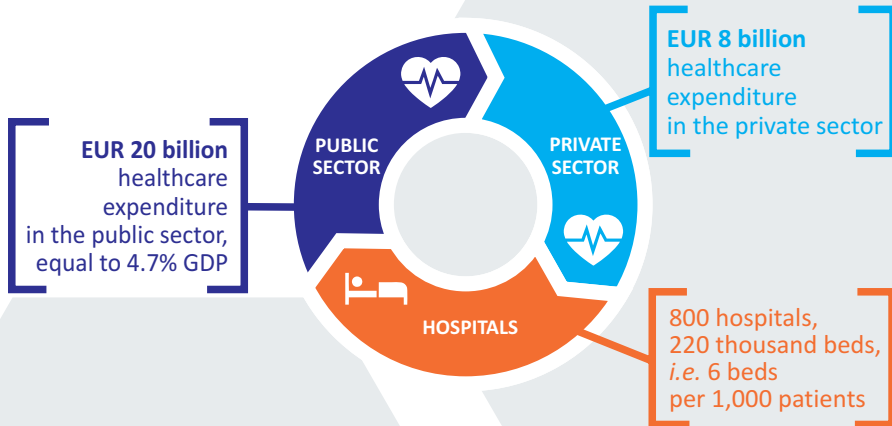 EUR 20 billion
healthcare
expenditure
in the public sector,
equal to 4.7% GDP
PUBLIC
SECTOR
PRIVATE
SECTOR
HOSPITALS
EUR 8 billion
healthcare
expenditure
in the private sector
800 hospitals,
220 thousand beds,
i.e. 6 beds
per 1,000 patients